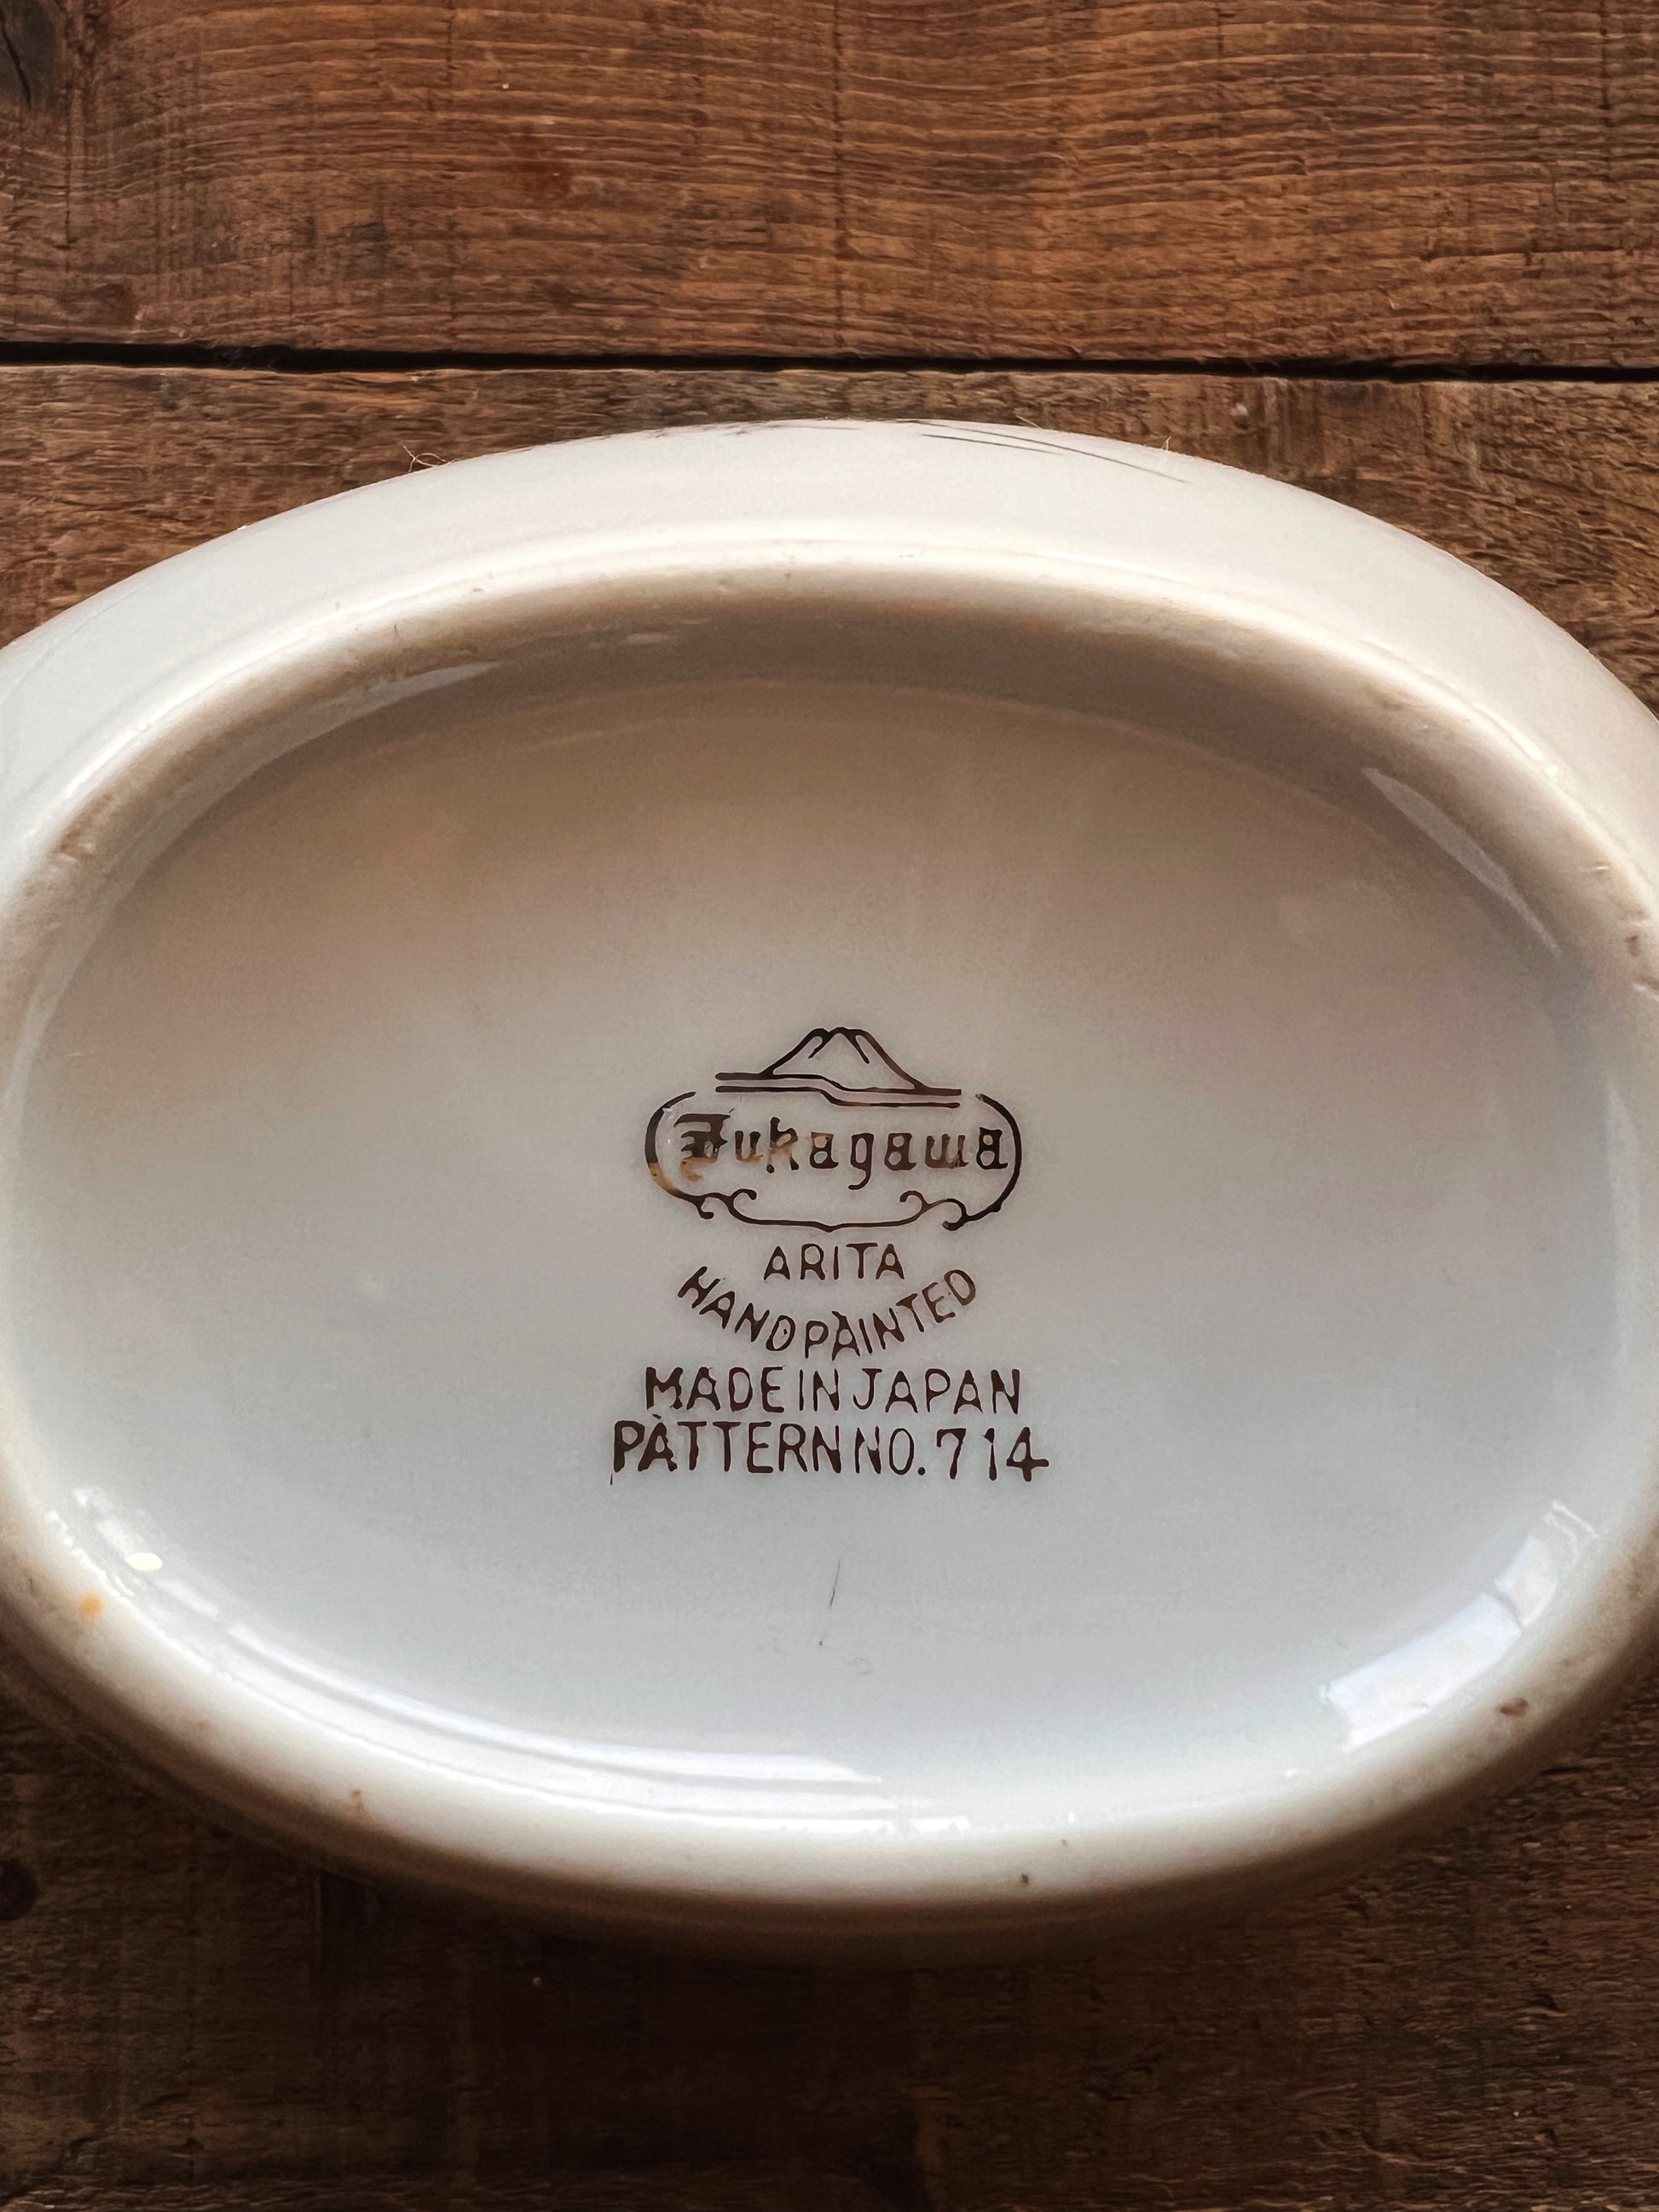 Fukagawa
ARITA
HANDPAINTED
MADE IN JAPAN
PATTERN NO. 714